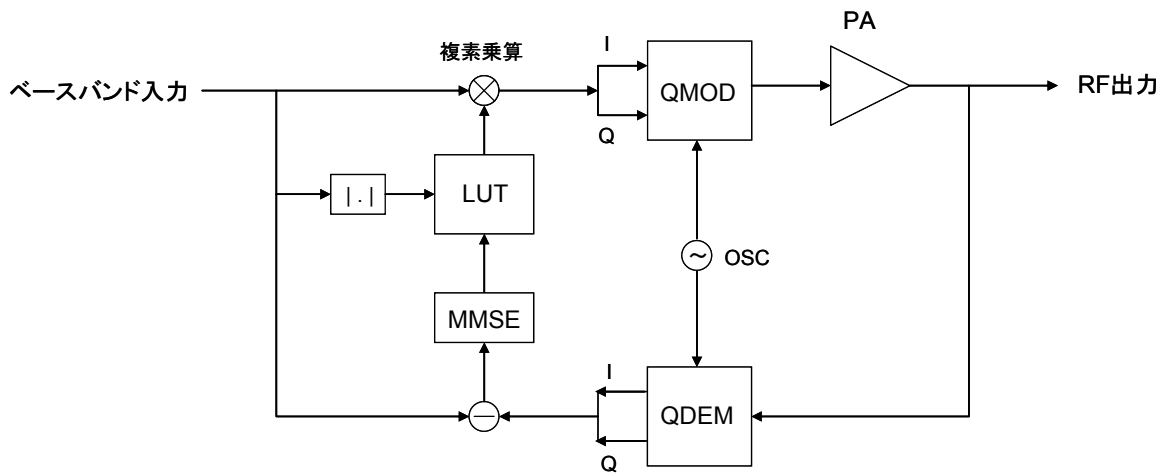 PA
複素乗算
I
ベースバンド入力
QMOD
RF出力
Q
| . |
LUT
~
OSC
MMSE
I
QDEM
Q